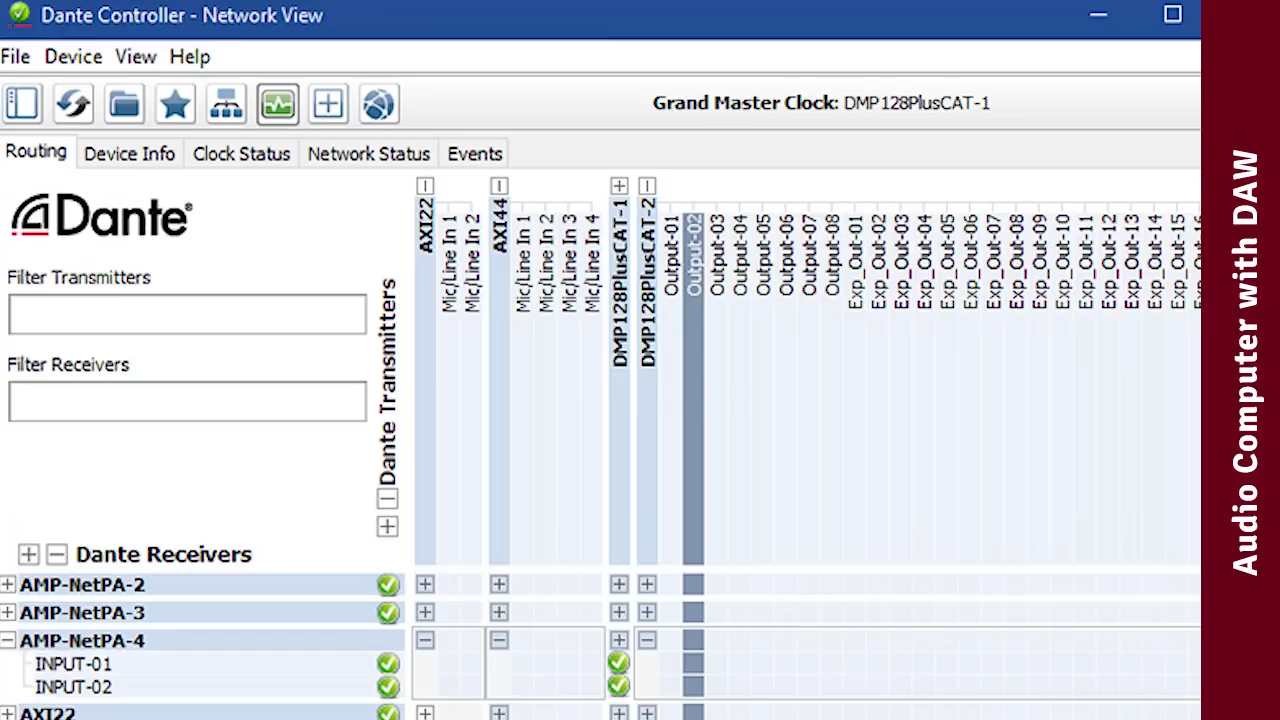 Dante Controller - Network View
File Device View Help
Grand Master Clock: DMP128PlusCAT-1
Routing Device Info Clock Status Network Status Events
Dante®
Filter Transmitters
Filter Receivers
Dante Transmitters
AXI22
Mic/Line In 1
Mic/Line In 2
AXI44
Mic/Line In 1
Mic/Line In 2
Mic/Line In 3
Mic/Line In 4
DMP128PlusCAT-1
DMP128PlusCAT-2
Output-01
Output-02
Output-03
Output-04
Output-05
Output-06
Output-07
Output-08
Exp_Out-01
Exp_Out-02
Exp_Out-03
Exp_Out-04
Exp_Out-05
Exp_Out-06
Exp_Out-07
Exp_Out-08
Exp_Out-09
Exp_Out-10
Exp_Out-11
Exp_Out-12
Exp_Out-13
Exp_Out-14
Exp_Out-15
Dante Receivers
AMP-NetPA-2
AMP-NetPA-3
AMP-NetPA-4
INPUT-01
INPUT-02
AXI22
Audio Computer with DAW